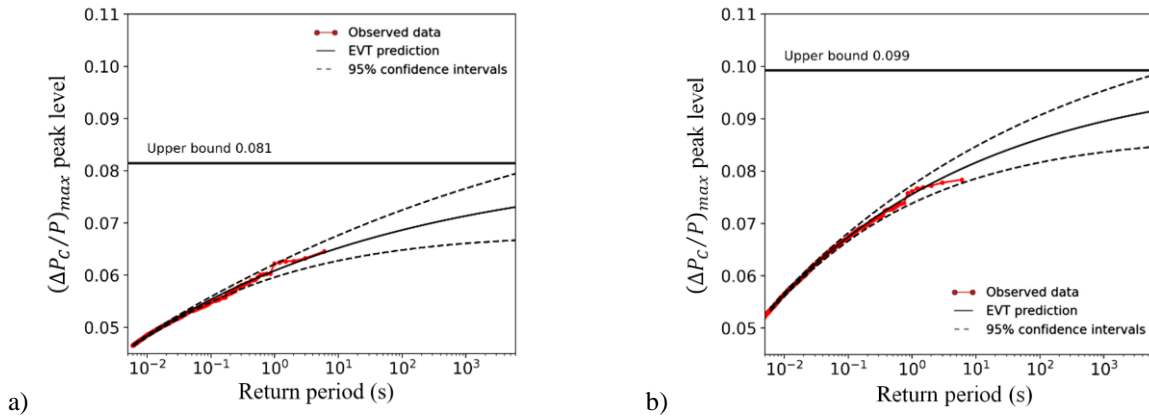 a)
(ΔP_C/P)_max peak level
0.11
0.10
0.09
0.08
0.07
0.06
0.05
Observed data
EVT prediction
95% confidence intervals
Upper bound 0.081
10^-2
10^-1
10^0
10^1
10^2
10^3
Return period (s)
b)
(ΔP_C/P)_max peak level
0.11
0.10
0.09
0.08
0.07
0.06
0.05
Upper bound 0.099
Observed data
EVT prediction
95% confidence intervals
10^-2
10^-1
10^0
10^1
10^2
10^3
Return period (s)